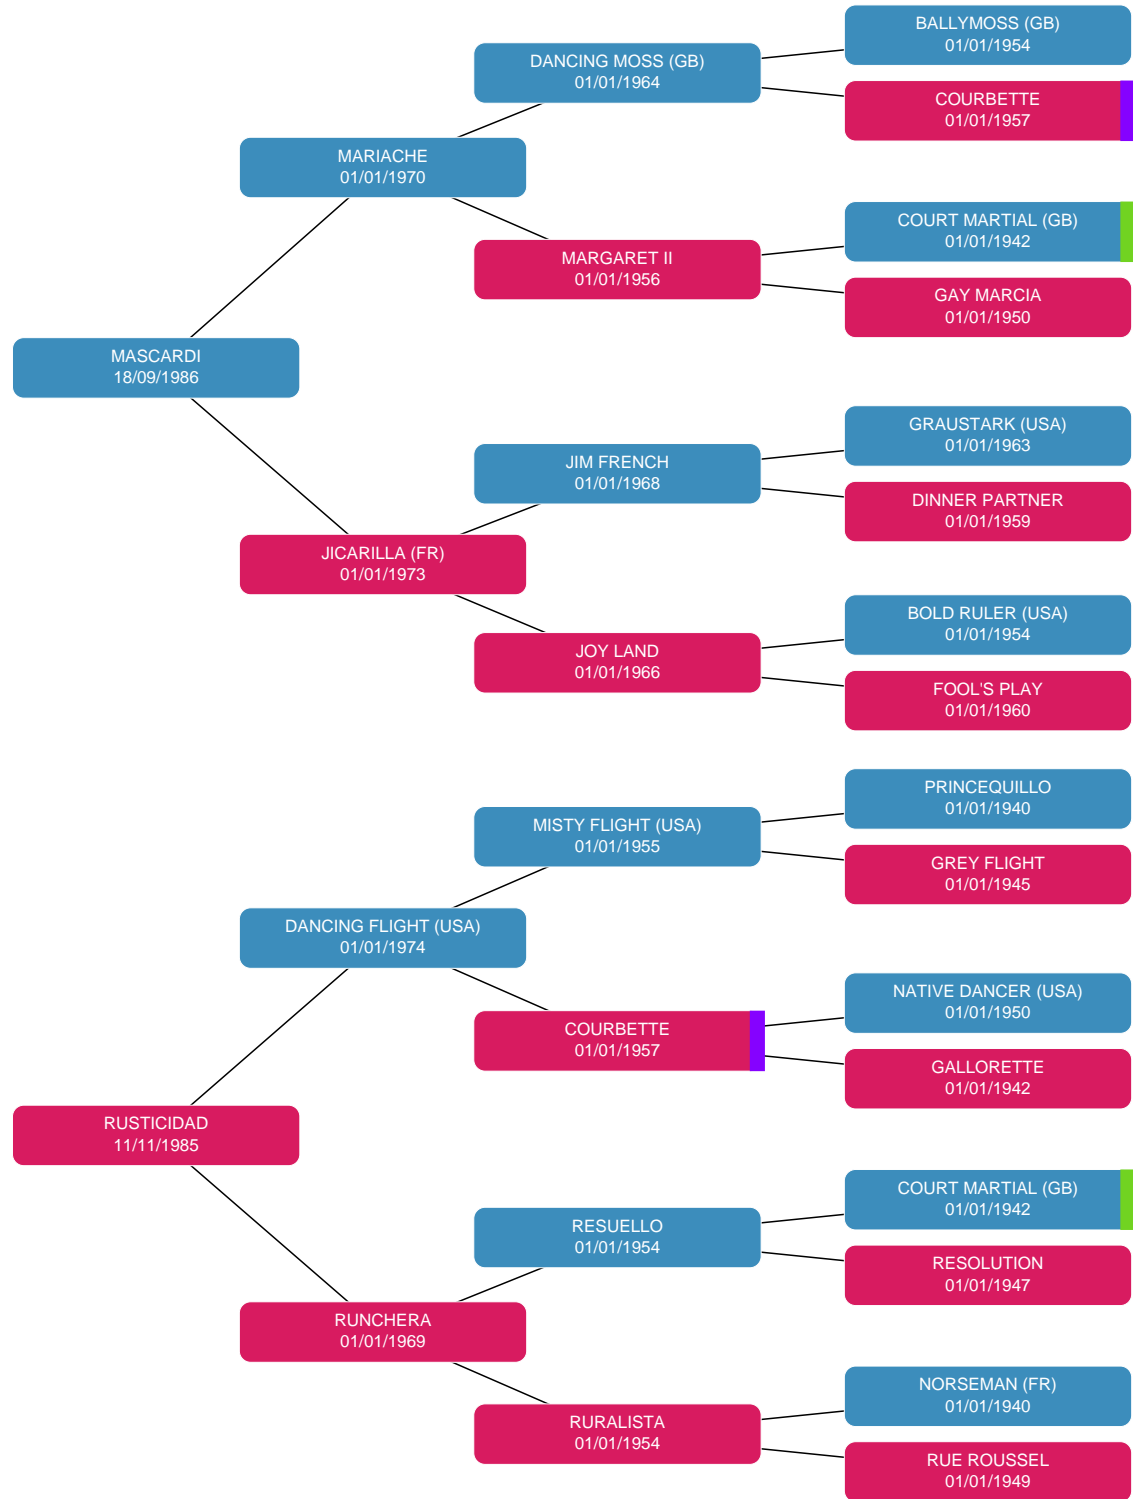 BALLYMOSS (GB)
01/01/1954
DANCING MOSS (GB)
01/01/1964
COURBETTE
01/01/1957
MARIACHE
01/01/1970
COURT MARTIAL (GB)
01/01/1942
MARGARET II
01/01/1956
GAY MARCIA
01/01/1950
MASCARDI
18/09/1986
GRAUSTARK (USA)
01/01/1963
JIM FRENCH
01/01/1968
DINNER PARTNER
01/01/1959
JICARILLA (FR)
01/01/1973
BOLD RULER (USA)
01/01/1954
JOY LAND
01/01/1966
FOOL'S PLAY
01/01/1960
PRINCEQUILLO
01/01/1940
MISTY FLIGHT (USA)
01/01/1955
GREY FLIGHT
01/01/1945
DANCING FLIGHT (USA)
01/01/1974
NATIVE DANCER (USA)
01/01/1950
COURBETTE
01/01/1957
GALLORETTE
01/01/1942
RUSTICIDAD
11/11/1985
COURT MARTIAL (GB)
01/01/1942
RESUELLO
01/01/1954
RESOLUTION
01/01/1947
RUNCHERA
01/01/1969
NORSEMAN (FR)
01/01/1940
RURALISTA
01/01/1954
RUE ROUSSEL
01/01/1949